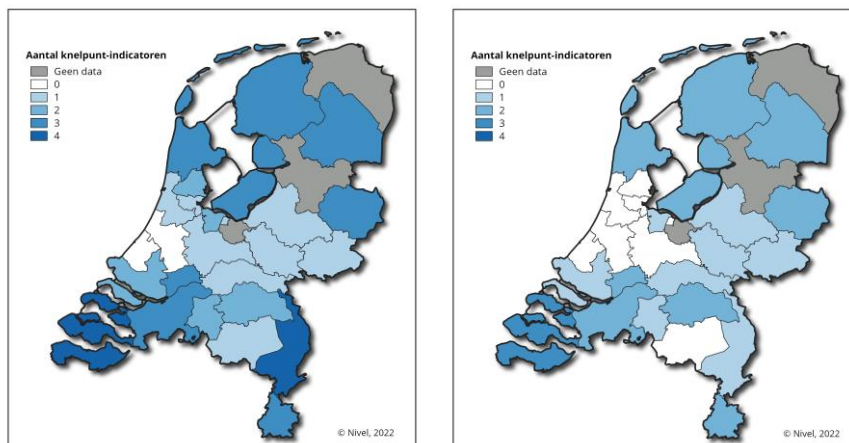 Aantal knelpunt-indicatoren
Geen data
0
1
2
3
4
© Nivel, 2022
Aantal knelpunt-indicatoren
Geen data
0
1
2
3
4
© Nivel, 2022